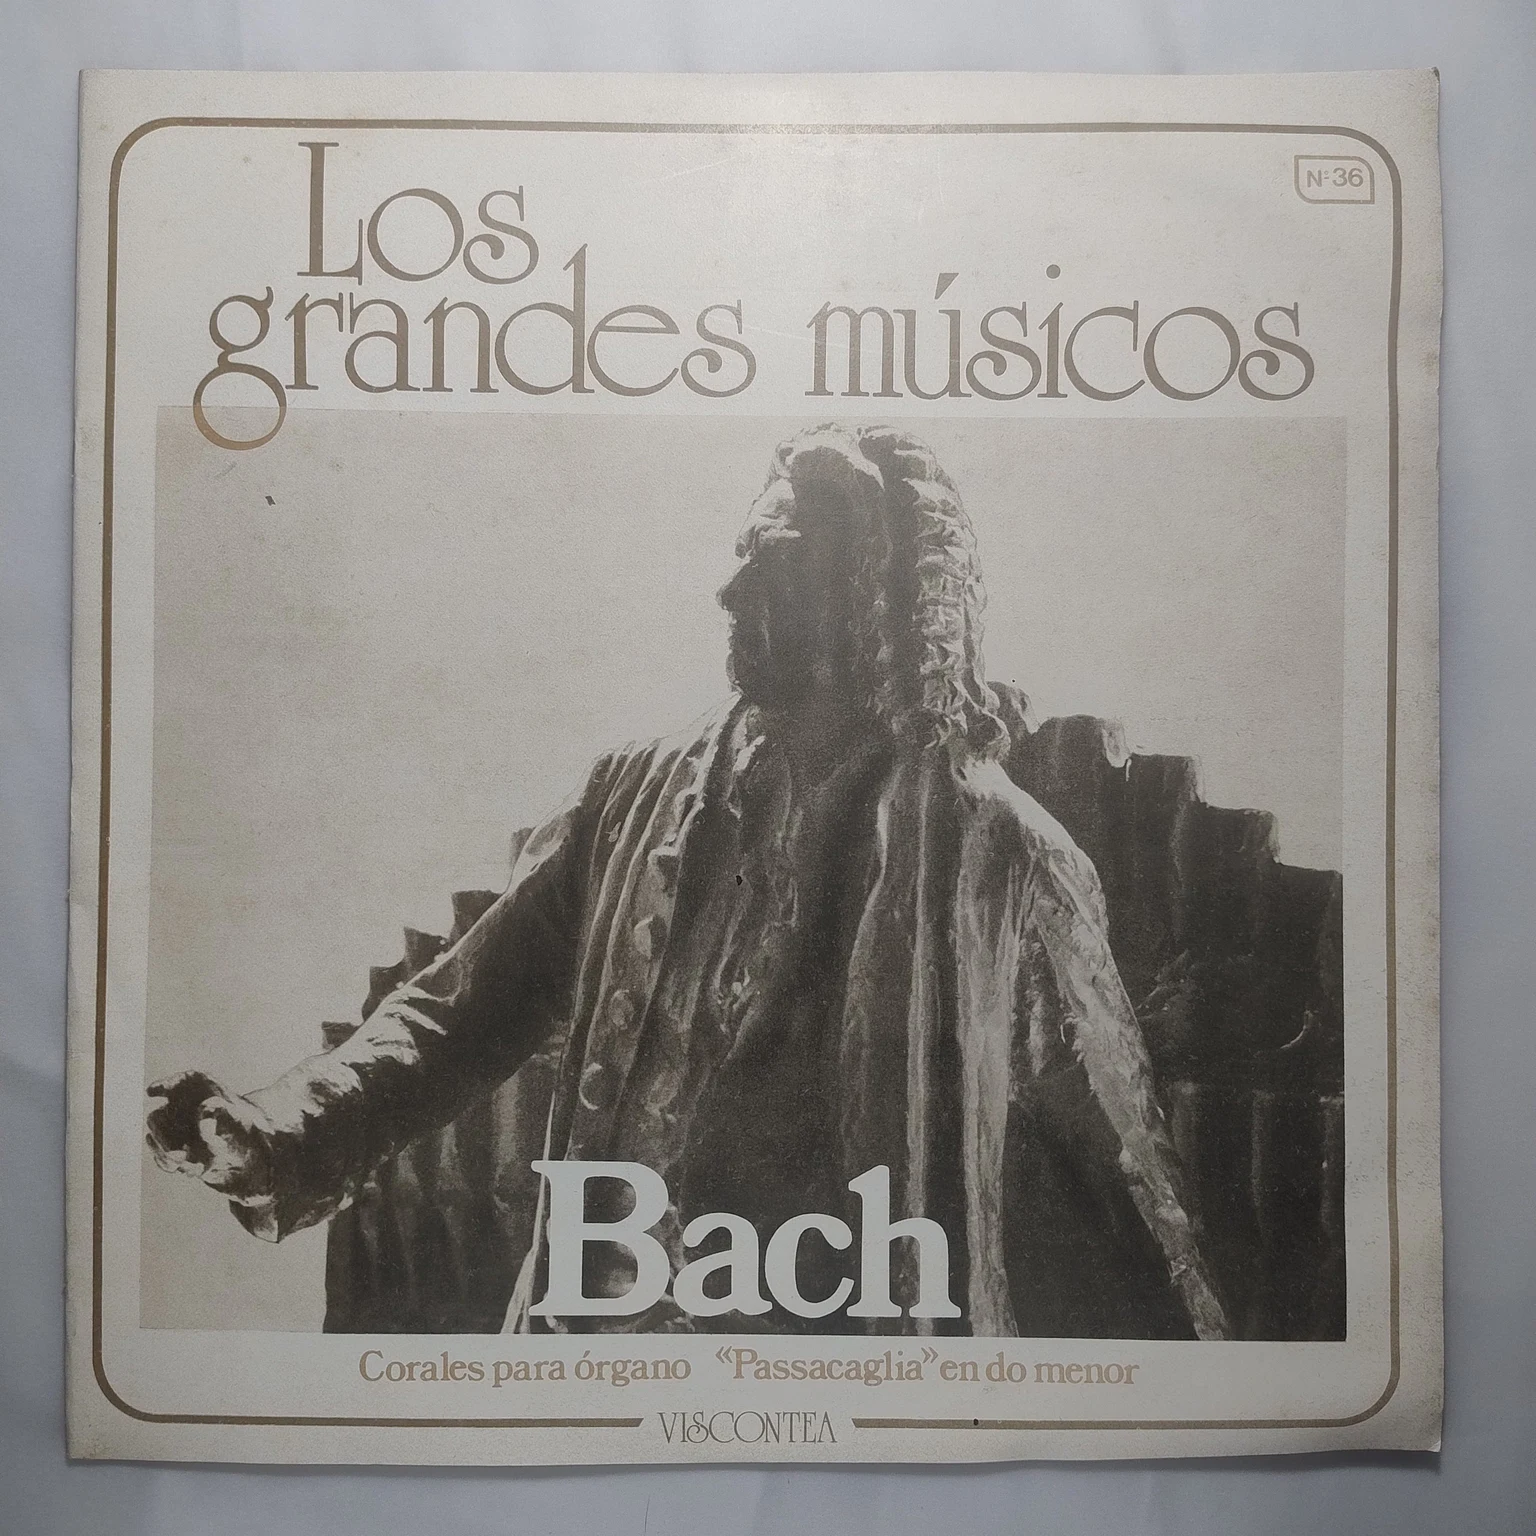 Los
grandes músicos
Nº 36
Bach
Corales para órgano «Passacaglia» en do menor
VISCONTEA